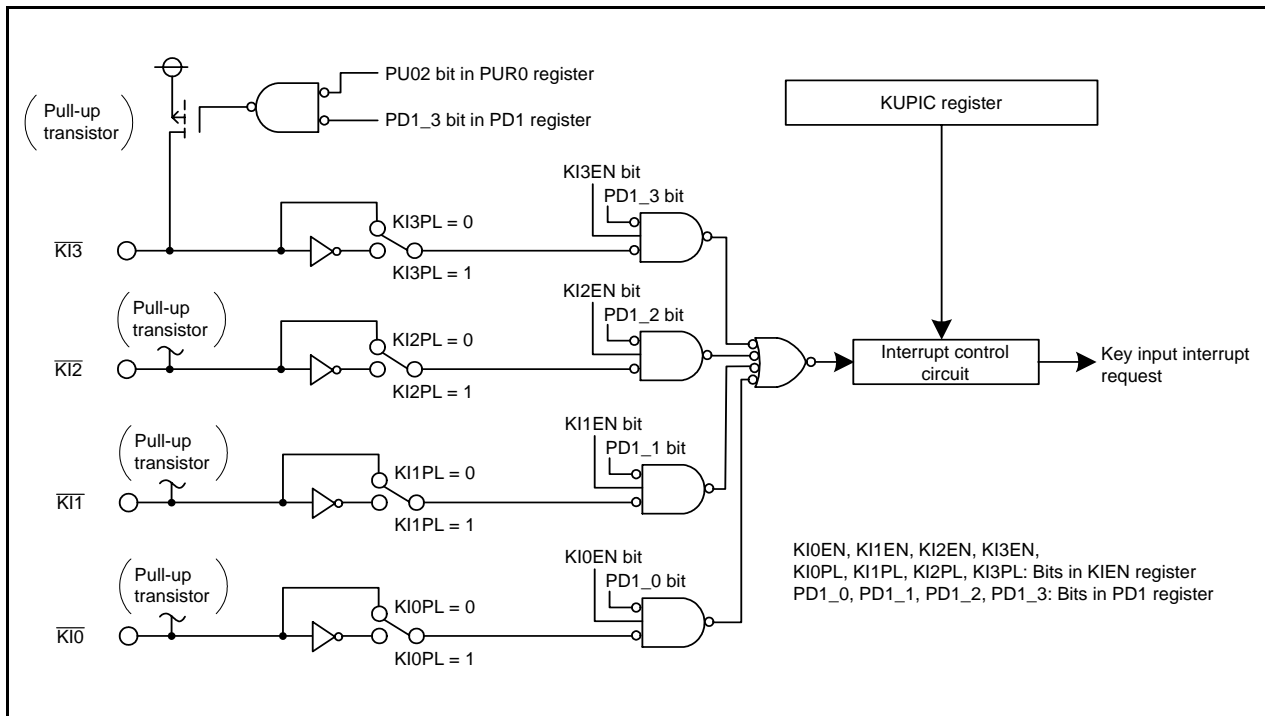 PU02 bit in PUR0 register
PD1_3 bit in PD1 register
Pull-up
transistor
KUPIC register
KI3EN bit
PD1_3 bit
KI3PL = 0
KI3
KI3PL = 1
Pull-up
transistor
KI2EN bit
PD1_2 bit
KI2PL = 0
KI2
KI2PL = 1
Interrupt control
circuit
Key input interrupt
request
Pull-up
transistor
KI1EN bit
PD1_1 bit
KI1PL = 0
KI1
KI1PL = 1
Pull-up
transistor
KI0EN bit
PD1_0 bit
KI0PL = 0
KI0
KI0PL = 1
KI0EN, KI1EN, KI2EN, KI3EN,
KI0PL, KI1PL, KI2PL, KI3PL: Bits in KIEN register
PD1_0, PD1_1, PD1_2, PD1_3: Bits in PD1 register